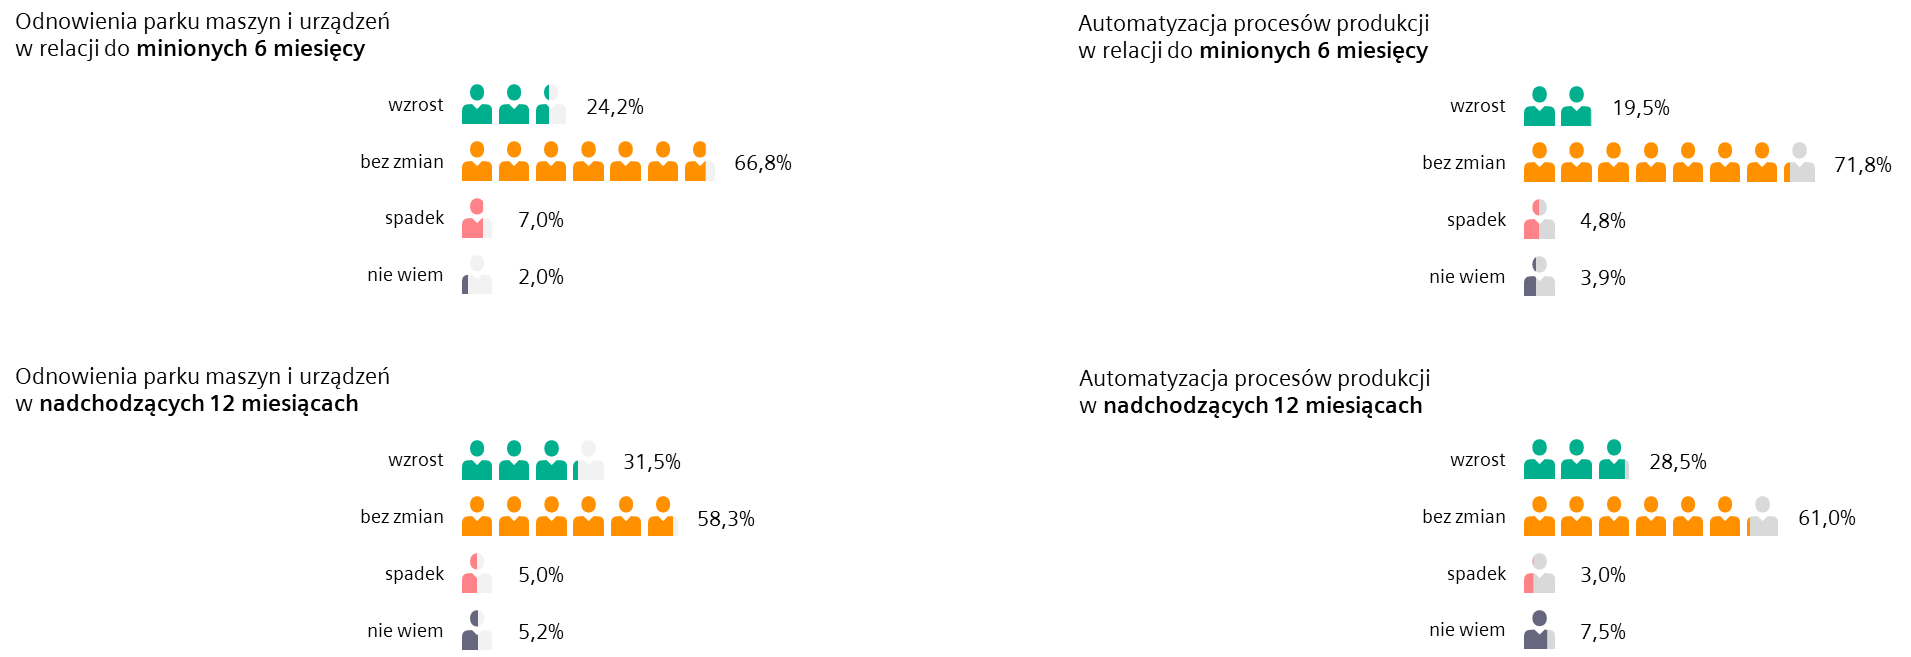 Odnowienia parku maszyn i urządzeń
w relacji do minionych 6 miesięcy
wzrost 24,2%
bez zmian 66,8%
spadek 7,0%
nie wiem 2,0%
Automatyzacja procesów produkcji
w relacji do minionych 6 miesięcy
wzrost 19,5%
bez zmian 71,8%
spadek 4,8%
nie wiem 3,9%
Odnowienia parku maszyn i urządzeń
w nadchodzących 12 miesiącach
wzrost 31,5%
bez zmian 58,3%
spadek 5,0%
nie wiem 5,2%
Automatyzacja procesów produkcji
w nadchodzących 12 miesiącach
wzrost 28,5%
bez zmian 61,0%
spadek 3,0%
nie wiem 7,5%